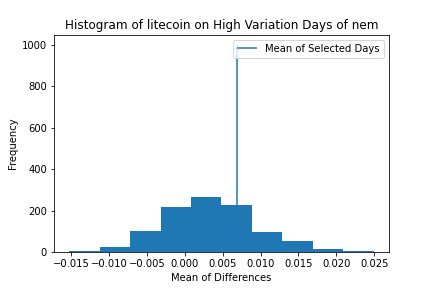 Histogram of litecoin on High Variation Days of nem
Mean of Selected Days
Frequency
1000
800
600
400
200
0
−0.015 −0.010 −0.005 0.000 0.005 0.010 0.015 0.020 0.025
Mean of Differences